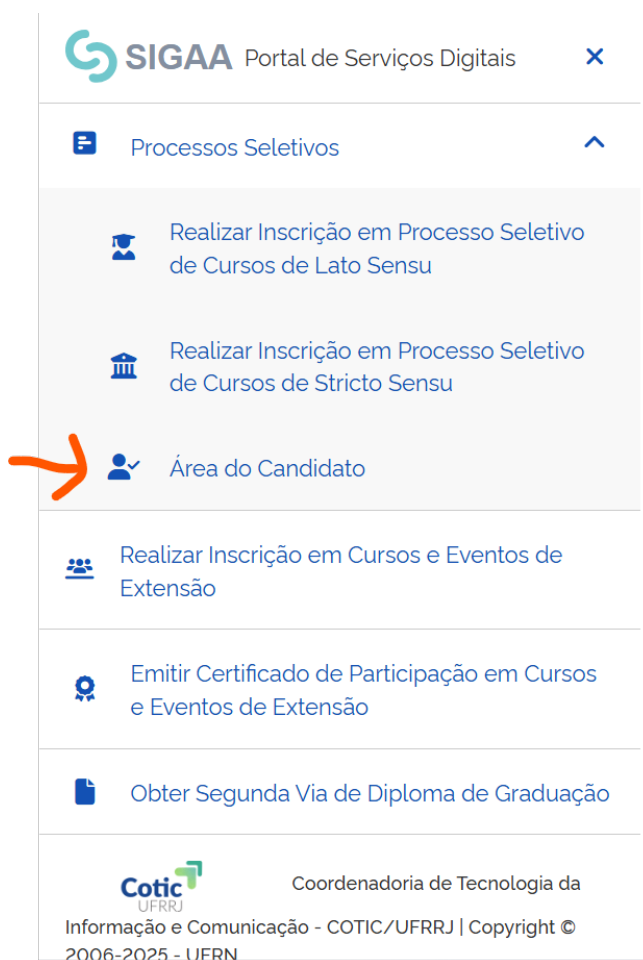 SIGAA Portal de Serviços Digitais
Processos Seletivos
Realizar Inscrição em Processo Seletivo
de Cursos de Lato Sensu
Realizar Inscrição em Processo Seletivo
de Cursos de Stricto Sensu
Área do Candidato
Realizar Inscrição em Cursos e Eventos de
Extensão
Emitir Certificado de Participação em Cursos
e Eventos de Extensão
Obter Segunda Via de Diploma de Graduação
Cotic
UFRRJ
Coordenadoria de Tecnologia da
Informação e Comunicação - COTIC/UFRRJ | Copyright ©
2006-2025 - UFRN